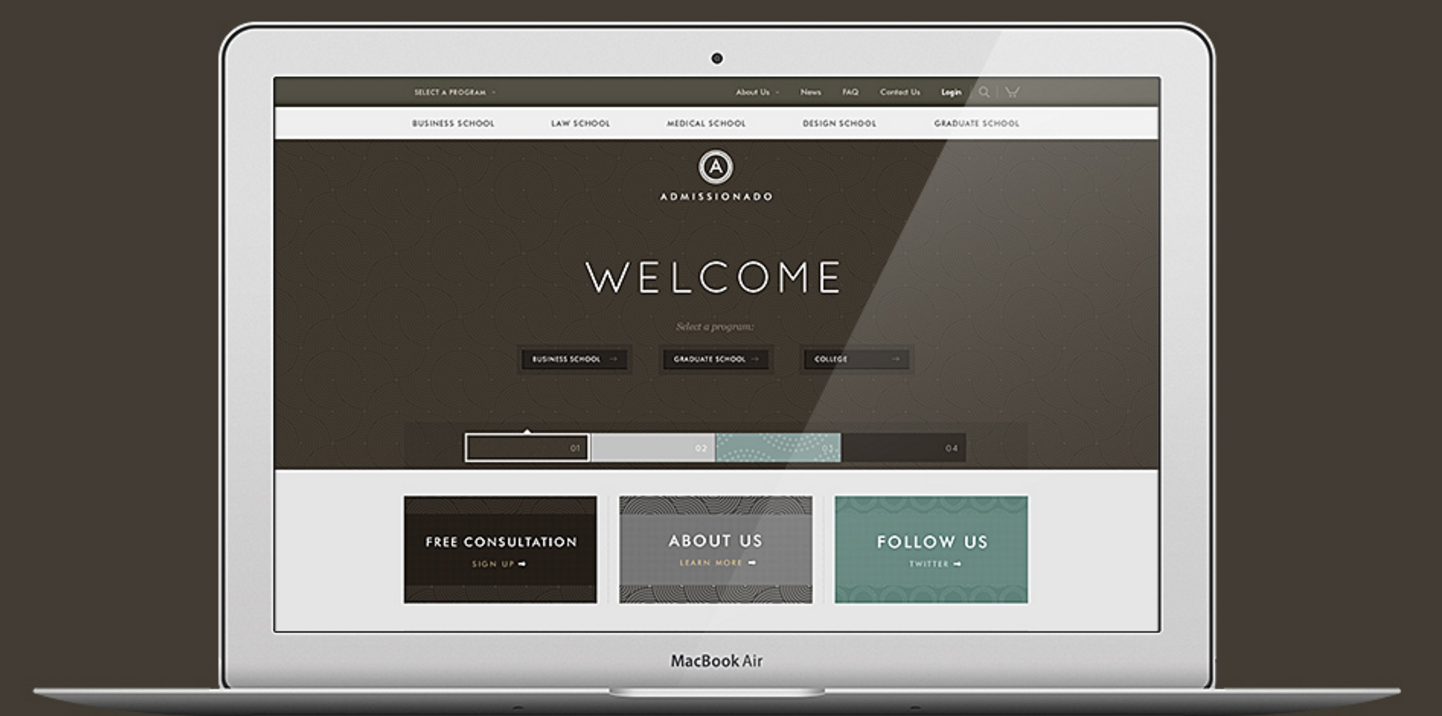 SELECT A PROGRAM About Us News FAQ Contact Us Login
BUSINESS SCHOOL LAW SCHOOL MEDICAL SCHOOL DESIGN SCHOOL GRADUATE SCHOOL
A
ADMISSIONADO
WELCOME
Select a program:
BUSINESS SCHOOL → GRADUATE SCHOOL → COLLEGE →
01 02 03 04
FREE CONSULTATION ABOUT US FOLLOW US
SIGN UP ➡ LEARN MORE ➡ TWITTER ➡
MacBook Air